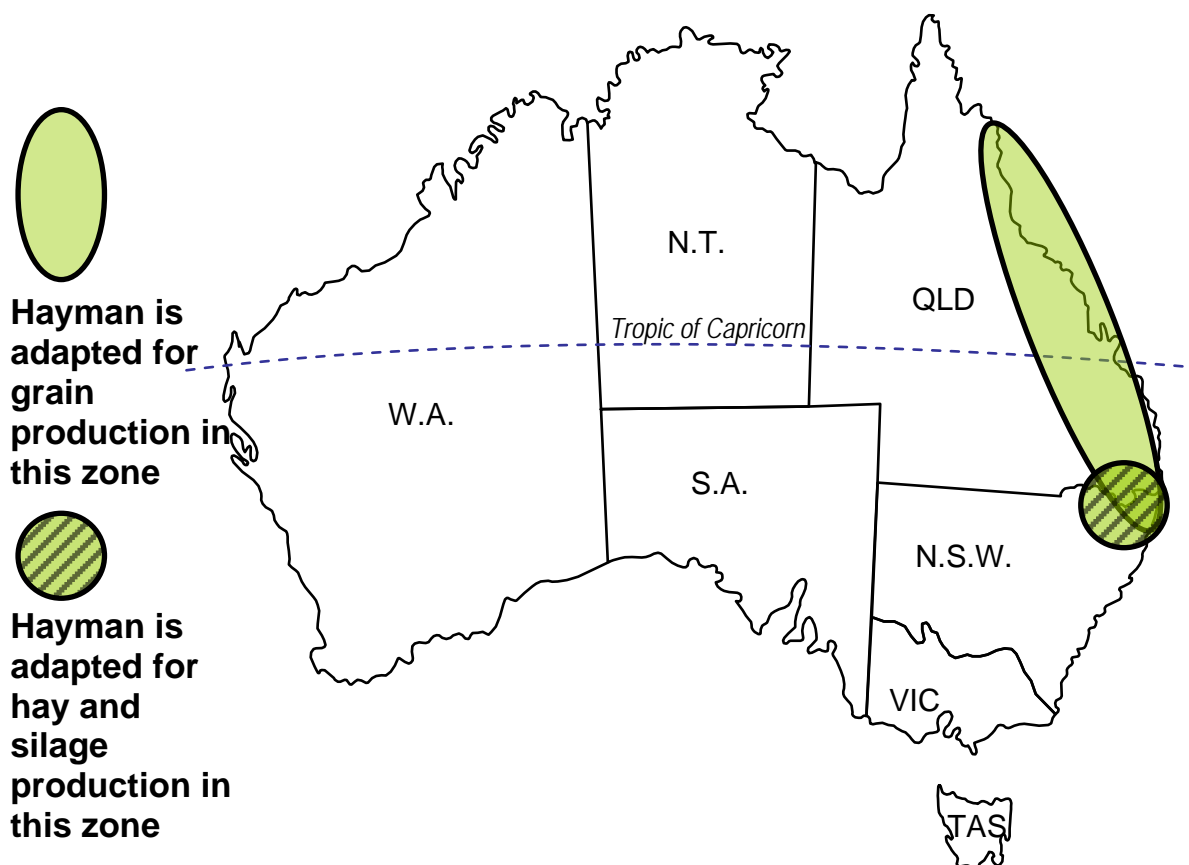 Hayman is
adapted for
grain
production in
this zone
Hayman is
adapted for
hay and
silage
production in
this zone
N.T.
QLD
Tropic of Capricorn
W.A.
S.A.
N.S.W.
VIC
TAS